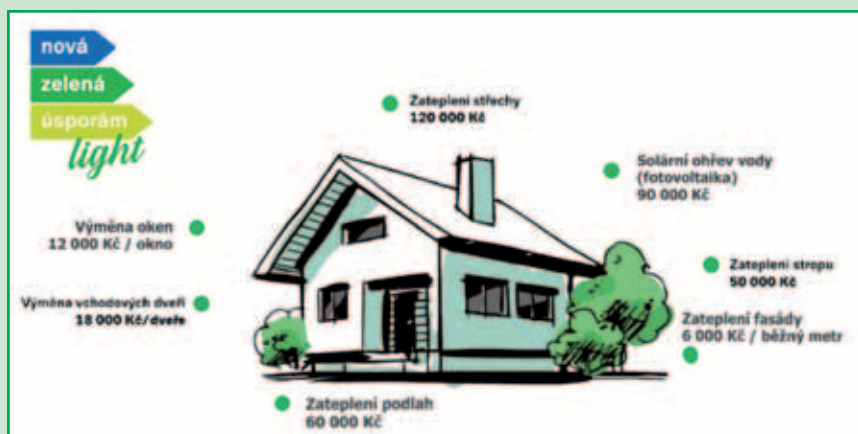 nová
zelená
úsporám
light
Zateplení střechy
120 000 Kč
Solární ohřev vody
(fotovoltaika)
90 000 Kč
Výměna oken
12 000 Kč / okno
Zateplení stropu
50 000 Kč
Výměna vchodových dveří
18 000 Kč/dveře
Zateplení fasády
6 000 Kč / běžný metr
Zateplení podlah
60 000 Kč